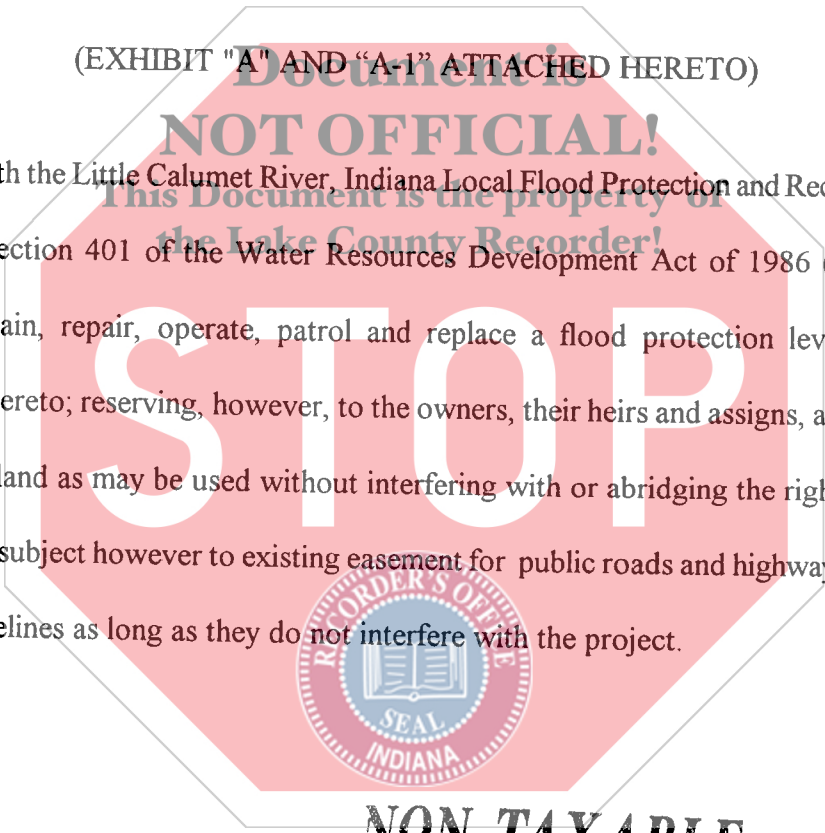 (EXHIBIT "A" AND “A-1” ATTACHED HERETO)
Document is
NOT OFFICIAL!
th the Little Calumet River, Indiana Local Flood Protection and Rec
This Document is the property of
the Lake County Recorder!
ection 401 of the Water Resources Development Act of 1986 (
ain, repair, operate, patrol and replace a flood protection lev
STOP
ereto; reserving, however, to the owners, their heirs and assigns, a
land as may be used without interfering with or abridging the righ
subject however to existing easement for public roads and highway
elines as long as they do not interfere with the project.
RECORDER'S OFFICE
SEAL
INDIANA
NON-TAXABLE